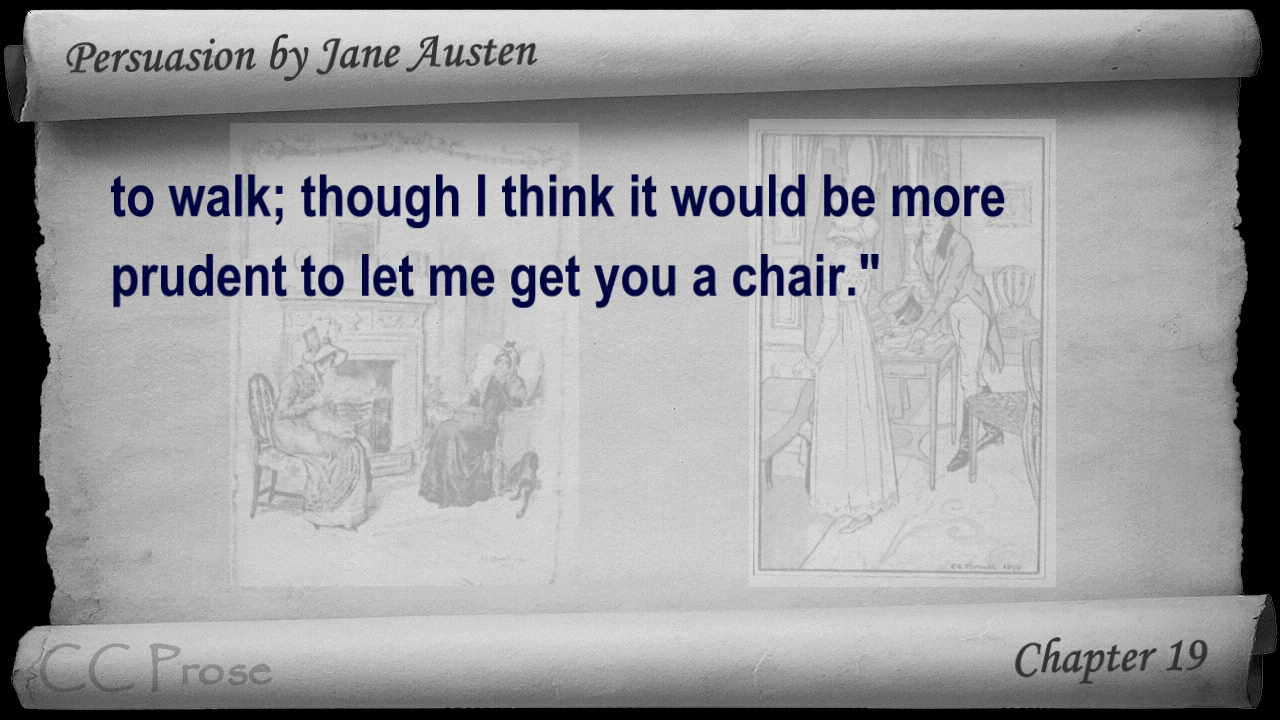 Persuasion by Jane Austen
to walk; though I think it would be more
prudent to let me get you a chair."
CC Prose
Chapter 19